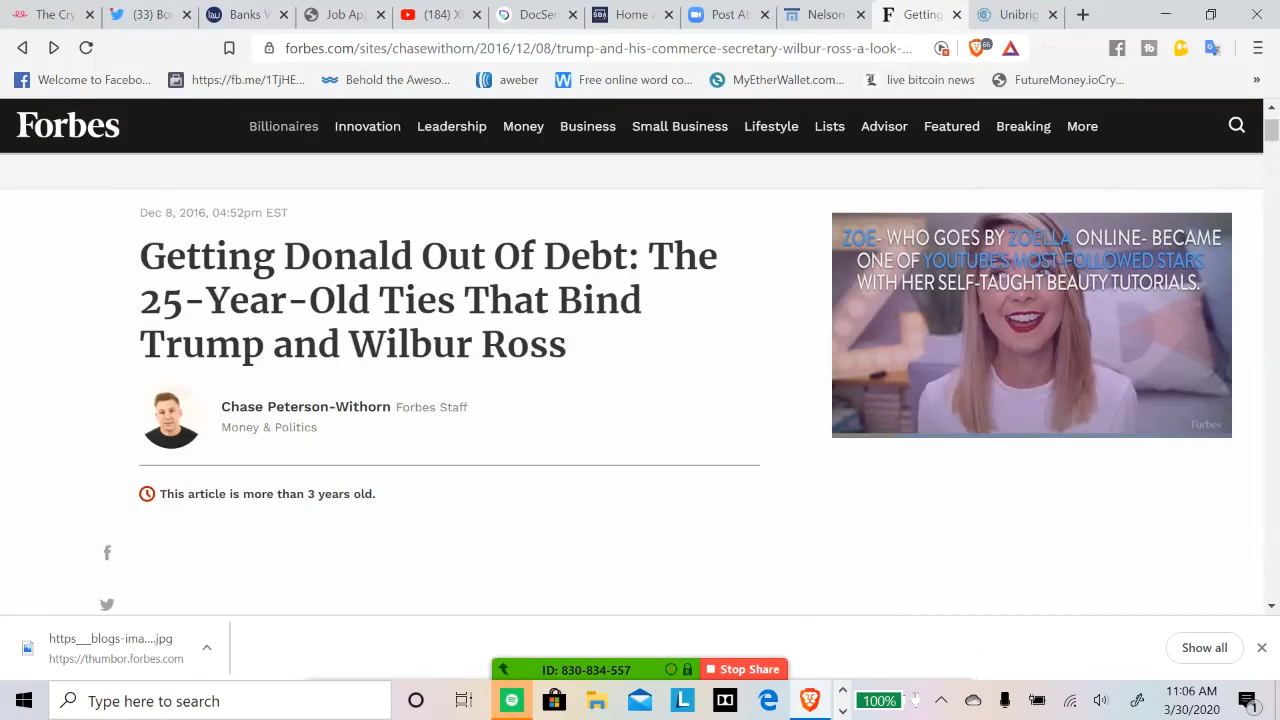 Twi
Banki
Money V
Job Ap
(184) X
DocSer
Home
Post At
Nelson
Getting
Unibrig
forbes.com/sites/chasewithorn/2016/12/08/trump-and-his-commerce-secretary-wilbur-ross-a-look-...
66
Welcome to Facebo...
https://fb.me/1TjHE...
Behold the Aweso...
aweber
Free online word co...
MyEtherWallet.com...
live bitcoin news
FutureMoney.ioCry...
»
Forbes
Billionaires
Innovation
Leadership
Money
Business
Small Business
Lifestyle
Lists
Advisor
Featured
Breaking
More
Dec 8, 2016, 04:52pm EST
Getting Donald Out Of Debt: The
25-Year-Old Ties That Bind
Trump and Wilbur Ross
ZOE- WHO GOES BY ZOELLA ONLINE- BECAME
ONE OF YOUTUBE'S MOST-FOLLOWED STARS
WITH HER SELF-TAUGHT BEAUTY TUTORIALS.
Forbes
Chase Peterson-Withorn Forbes Staff
Money & Politics
This article is more than 3 years old.
https__blogs-ima....jpg
https://thumbor.forbes.com
Show all
ID: 830-834-557
Stop Share
Type here to search
100%
11:06 AM
3/30/2020
1